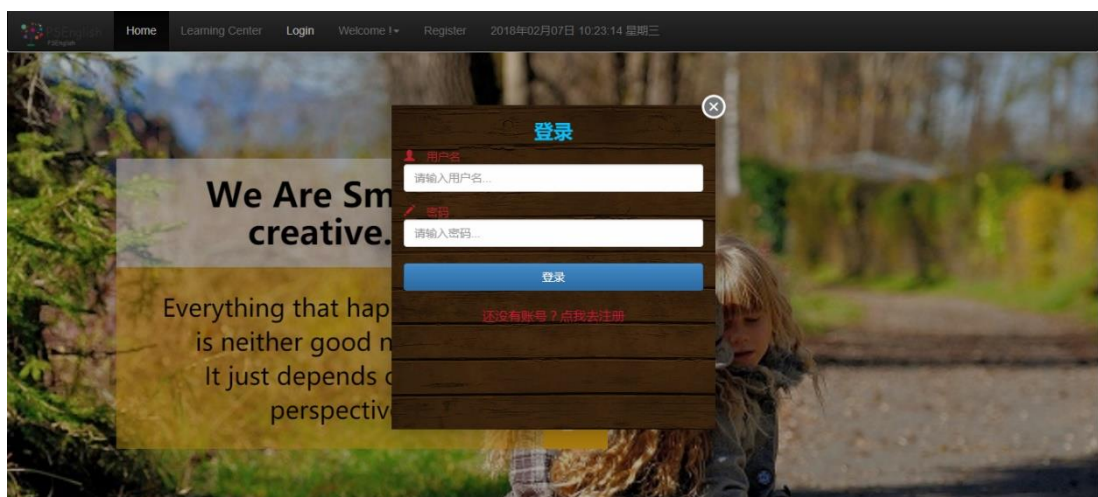 PSEnglish
PSEnglish
Home Learning Center Login Welcome ! Register 2018年02月07日 10:23:14 星期三
登录
用户名
请输入用户名...
密码
请输入密码...
登录
还没有账号？点我去注册
We Are Sm
creative.
Everything that hap
is neither good n
It just depends
perspectiv